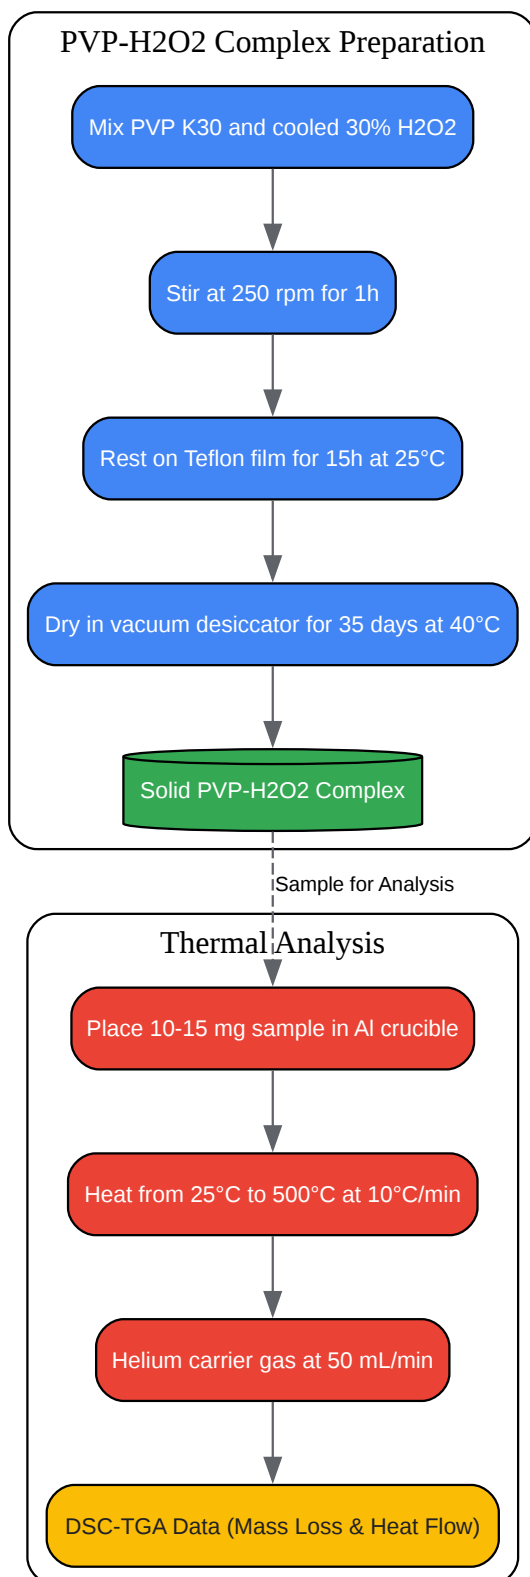 PVP-H2O2 Complex Preparation
Mix PVP K30 and cooled 30% H2O2
Stir at 250 rpm for 1h
Rest on Teflon film for 15h at 25°C
Dry in vacuum desiccator for 35 days at 40°C
Solid PVP-H2O2 Complex
Sample for Analysis
Thermal Analysis
Place 10-15 mg sample in Al crucible
Heat from 25°C to 500°C at 10°C/min
Helium carrier gas at 50 mL/min
DSC-TGA Data (Mass Loss & Heat Flow)